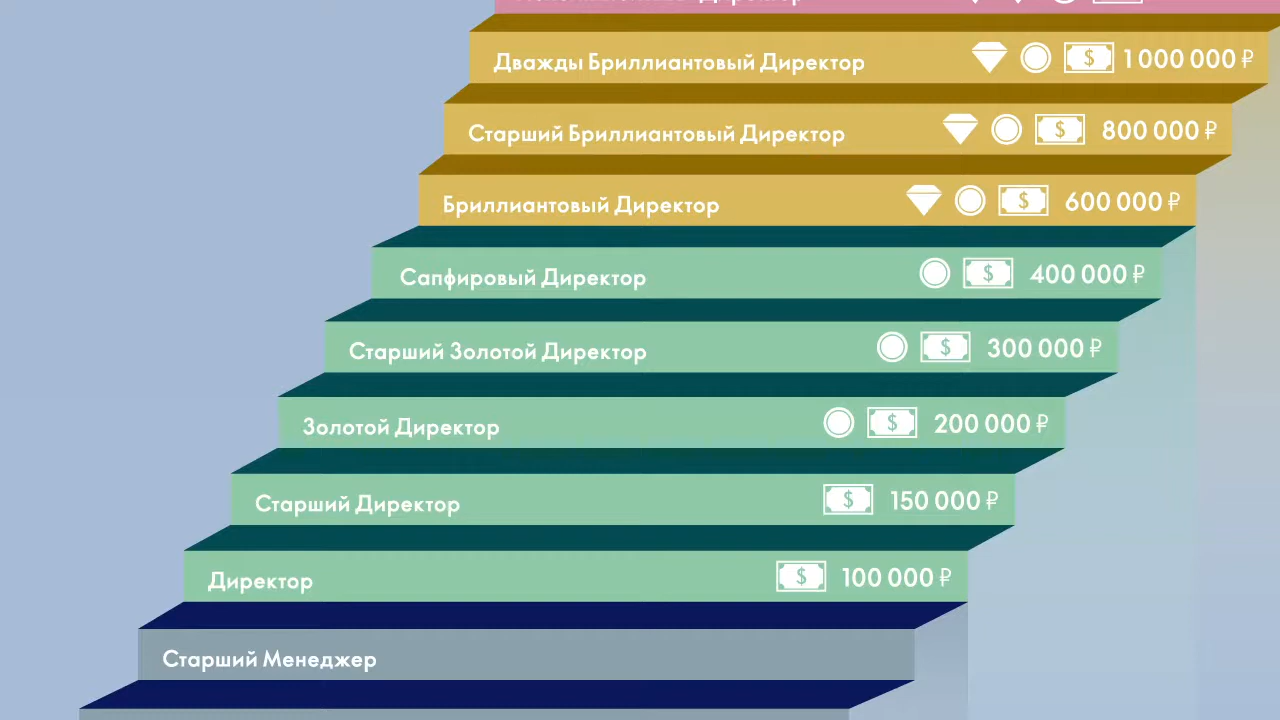 Директор
Дважды Бриллиантовый Директор $ 1 000 000 ₽
Старший Бриллиантовый Директор $ 800 000 ₽
Бриллиантовый Директор $ 600 000 ₽
Сапфировый Директор $ 400 000 ₽
Старший Золотой Директор $ 300 000 ₽
Золотой Директор $ 200 000 ₽
Старший Директор $ 150 000 ₽
Директор $ 100 000 ₽
Старший Менеджер